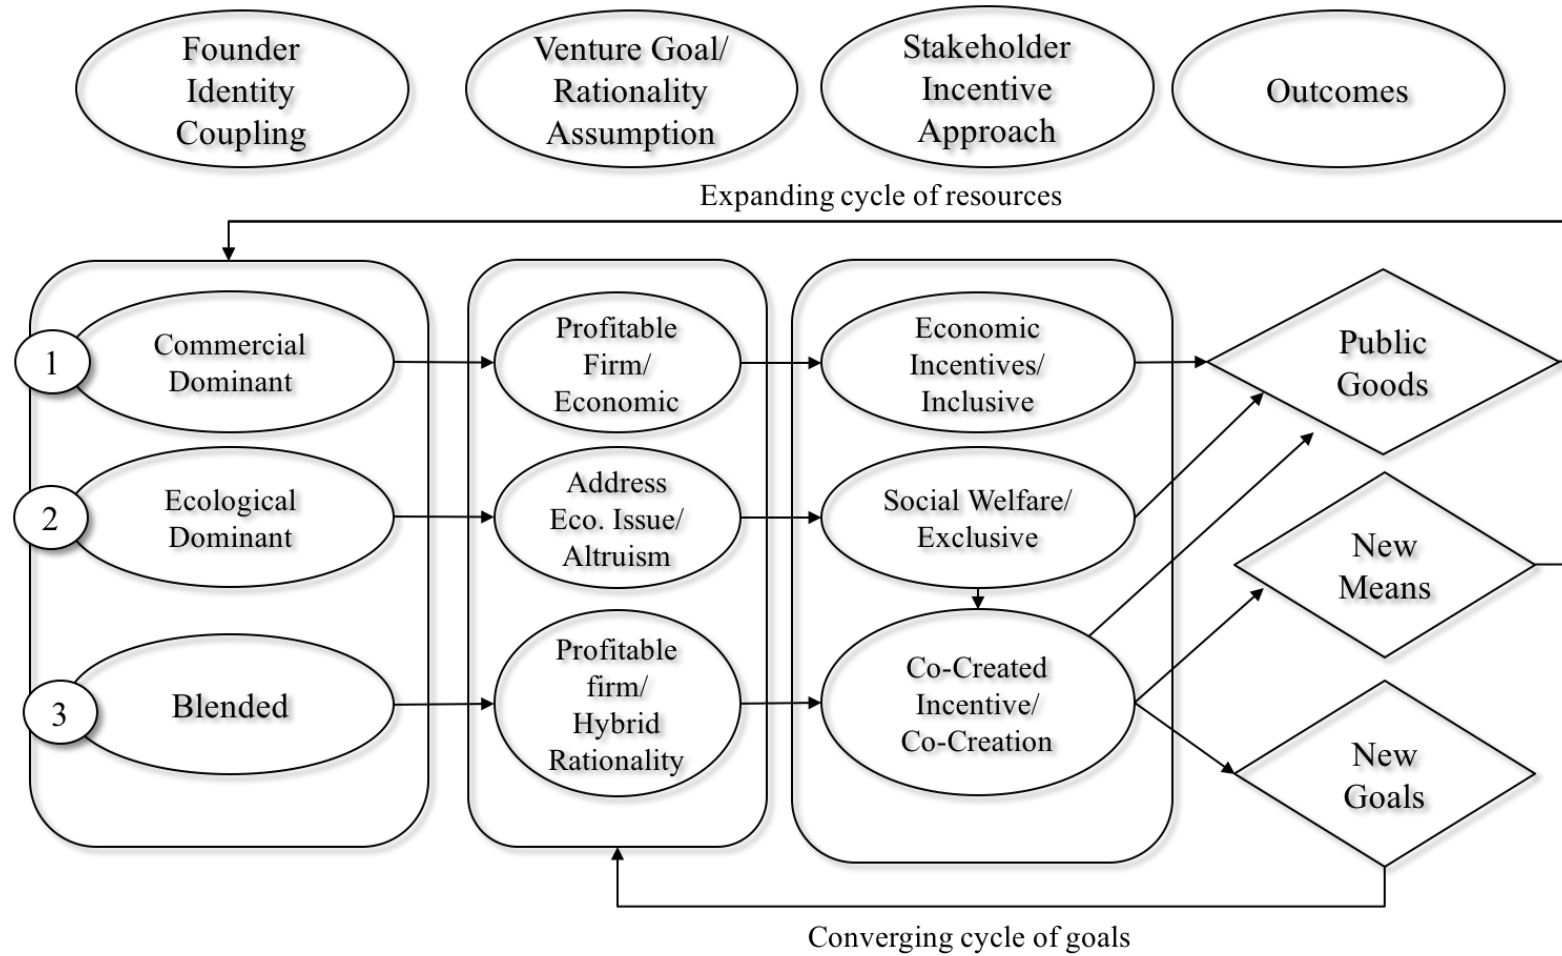 Founder
Identity
Coupling
Venture Goal/
Rationality
Assumption
Stakeholder
Incentive
Approach
Outcomes
Expanding cycle of resources
1
Commercial
Dominant
Profitable
Firm/
Economic
Economic
Incentives/
Inclusive
Public
Goods
2
Ecological
Dominant
Address
Eco. Issue/
Altruism
Social Welfare/
Exclusive
New
Means
3
Blended
Profitable
firm/
Hybrid
Rationality
Co-Created
Incentive/
Co-Creation
New
Goals
Converging cycle of goals